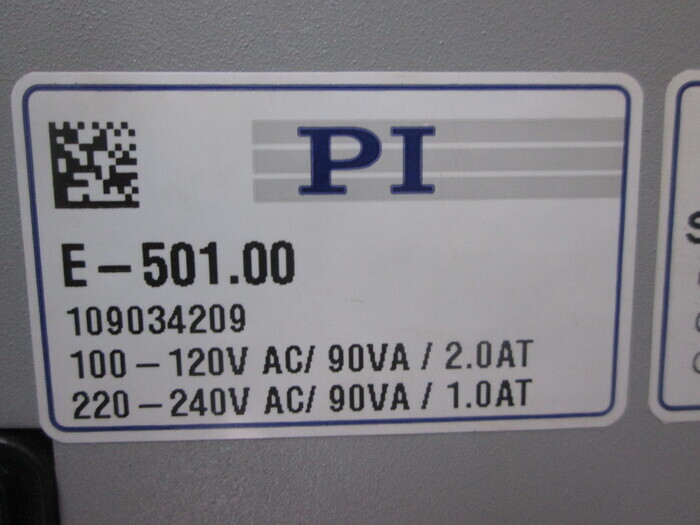 PI
E-501.00
109034209
100-120V AC/ 90VA / 2.0AT
220-240V AC/ 90VA / 1.0AT